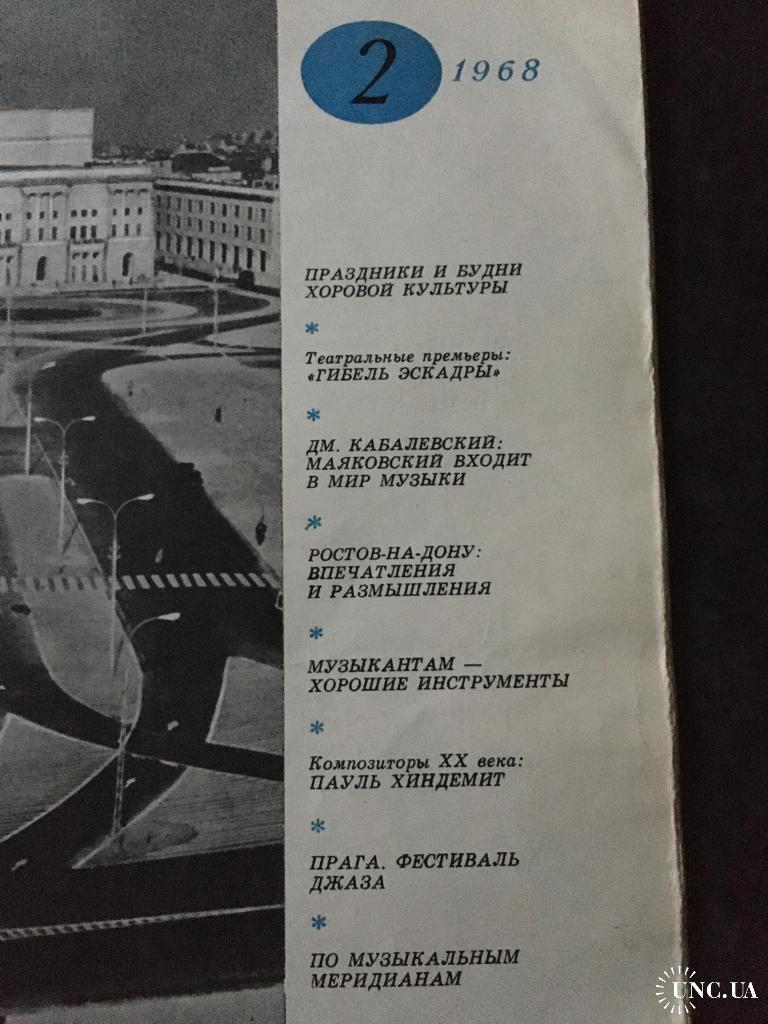 2 1968
ПРАЗДНИКИ И БУДНИ
ХОРОВОЙ КУЛЬТУРЫ
*
Театральные премьеры:
«ГИБЕЛЬ ЭСКАДРЫ»
*
ДМ. КАБАЛЕВСКИЙ:
МАЯКОВСКИЙ ВХОДИТ
В МИР МУЗЫКИ
*
РОСТОВ-НА-ДОНУ:
ВПЕЧАТЛЕНИЯ
И РАЗМЫШЛЕНИЯ
*
МУЗЫКАНТАМ —
ХОРОШИЕ ИНСТРУМЕНТЫ
*
Композиторы XX века:
ПАУЛЬ ХИНДЕМИТ
*
ПРАГА. ФЕСТИВАЛЬ
ДЖАЗА
*
ПО МУЗЫКАЛЬНЫМ
МЕРИДИАНАМ
UNC.UA